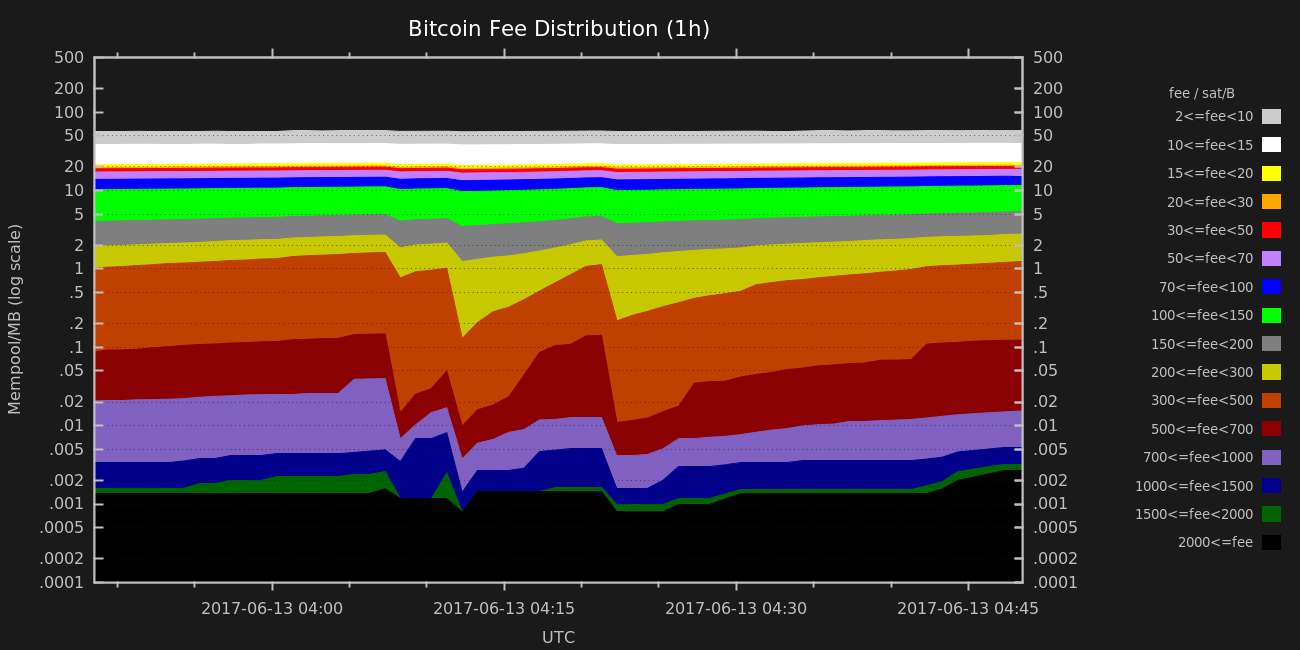 Bitcoin Fee Distribution (1h)
500
200
100
50
20
10
5
2
1
.5
.2
.1
.05
.02
.01
.005
.002
.001
.0005
.0002
.0001
Mempool/MB (log scale)
500
200
100
50
20
10
5
2
1
.5
.2
.1
.05
.02
.01
.005
.002
.001
.0005
.0002
.0001
2017-06-13 04:00
2017-06-13 04:15
2017-06-13 04:30
2017-06-13 04:45
UTC
fee / sat/B
2<=fee<10
10<=fee<15
15<=fee<20
20<=fee<30
30<=fee<50
50<=fee<70
70<=fee<100
100<=fee<150
150<=fee<200
200<=fee<300
300<=fee<500
500<=fee<700
700<=fee<1000
1000<=fee<1500
1500<=fee<2000
2000<=fee